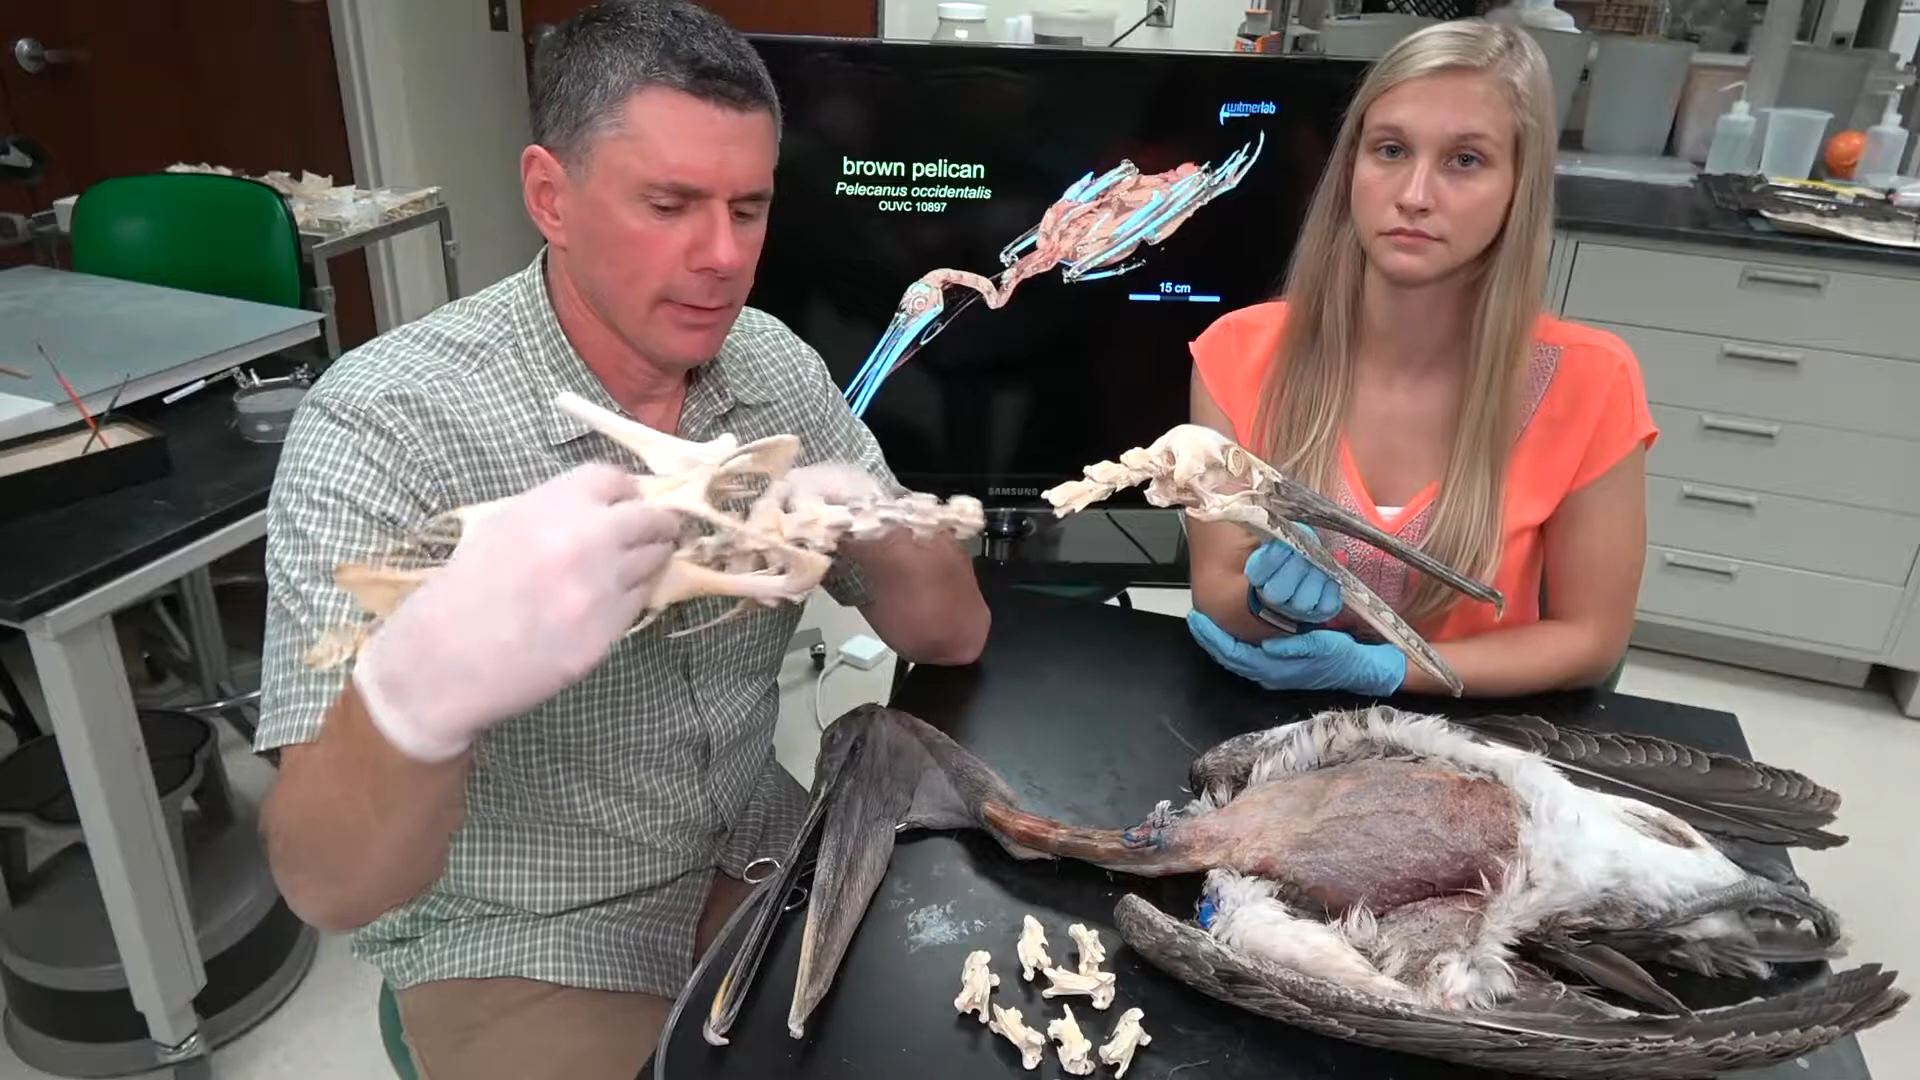 witmerlab
brown pelican
Pelecanus occidentalis
OUVC 10897
15 cm
SAMSUNG